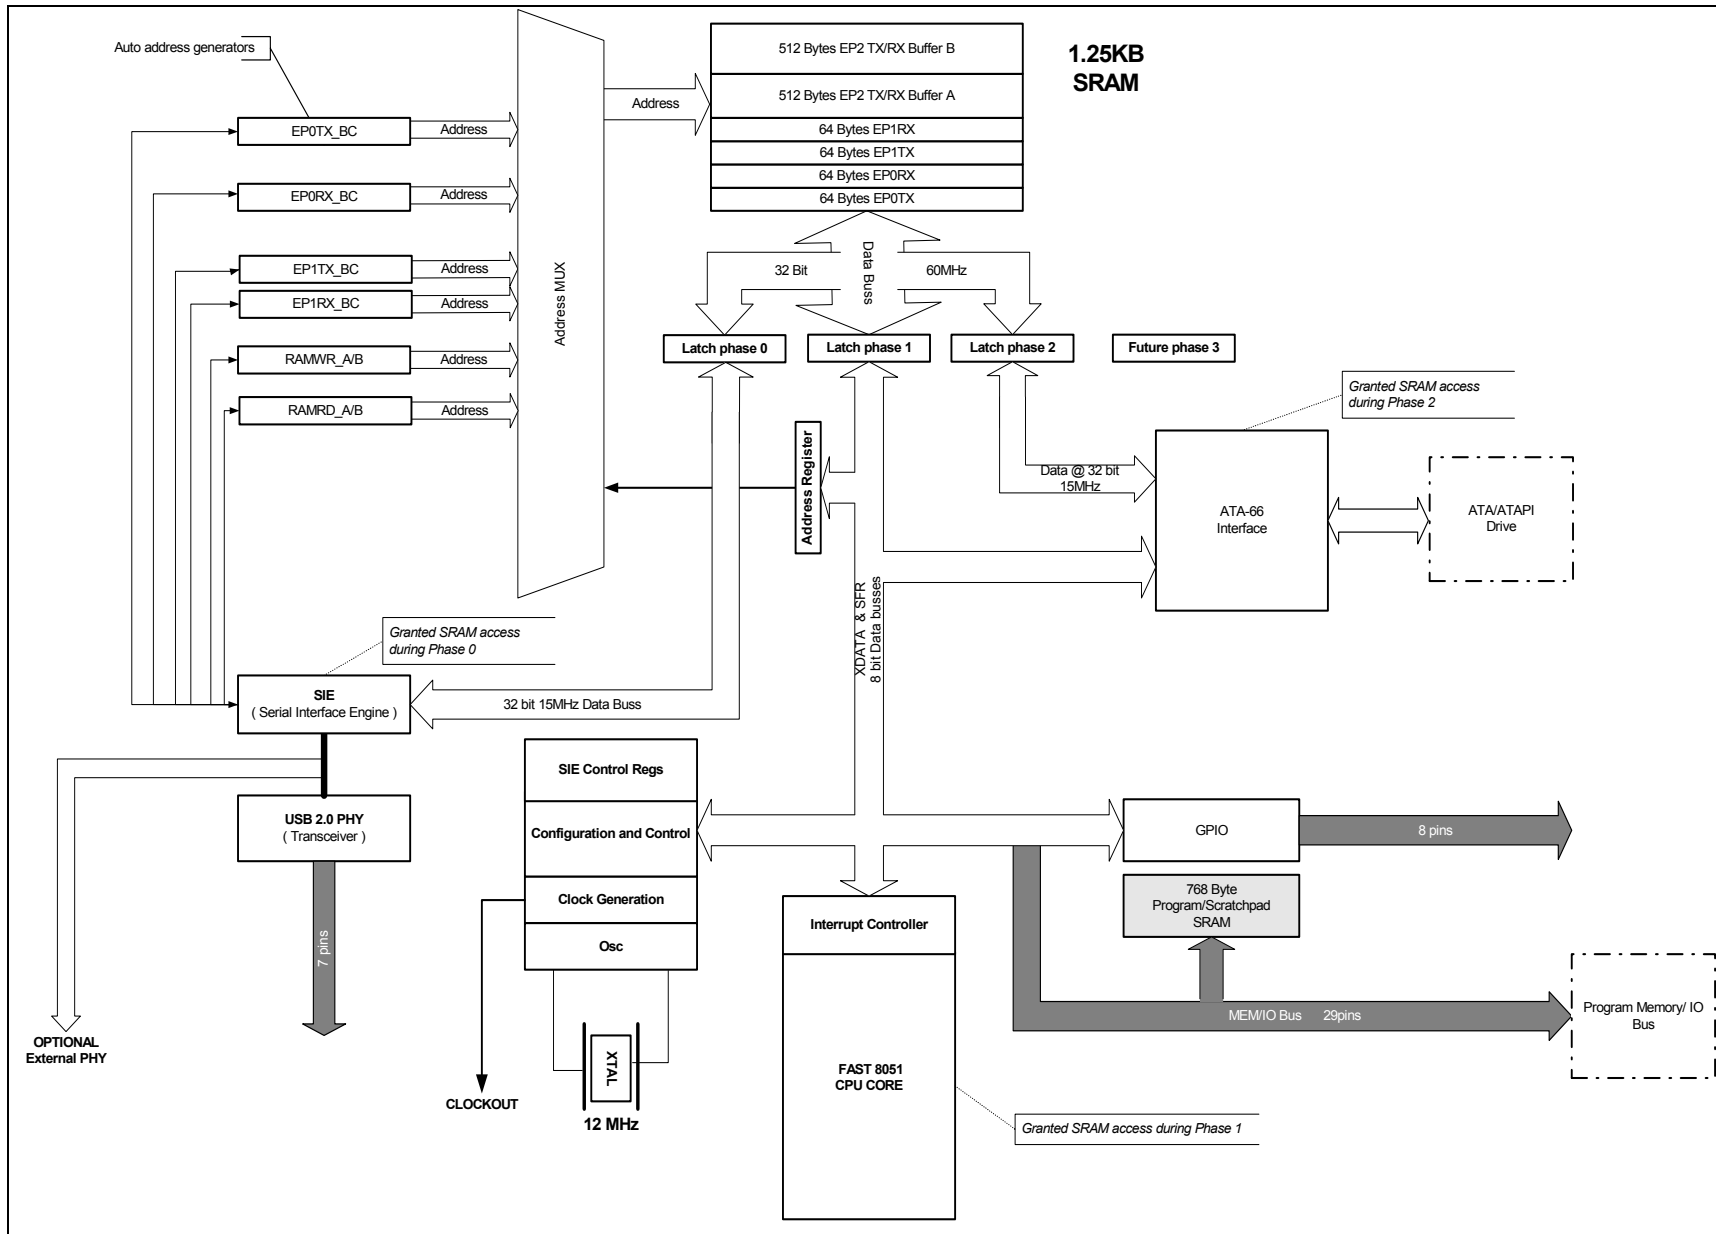 Auto address generators
EP0TX_BC
Address
EP0RX_BC
Address
EP1TX_BC
Address
EP1RX_BC
Address
RAMWR_A/B
Address
RAMRD_A/B
Address
Address MUX
Address
512 Bytes EP2 TX/RX Buffer B
512 Bytes EP2 TX/RX Buffer A
64 Bytes EP1RX
64 Bytes EP1TX
64 Bytes EP0RX
64 Bytes EP0TX
1.25KB
SRAM
32 Bit
Data Buss
60MHz
Latch phase 0
Latch phase 1
Latch phase 2
Future phase 3
Granted SRAM access
during Phase 2
Address Register
Data @ 32 bit
15MHz
ATA-66
Interface
ATA/ATAPI
Drive
XDATA & SFR
8 bit Data busses
Granted SRAM access
during Phase 0
SIE
( Serial Interface Engine )
32 bit 15MHz Data Buss
USB 2.0 PHY
( Transceiver )
7 pins
OPTIONAL
External PHY
SIE Control Regs
Configuration and Control
Clock Generation
Osc
XTAL
12 MHz
CLOCKOUT
Interrupt Controller
FAST 8051
CPU CORE
Granted SRAM access during Phase 1
GPIO
8 pins
768 Byte
Program/Scratchpad
SRAM
MEM/IO Bus 29pins
Program Memory/ IO
Bus